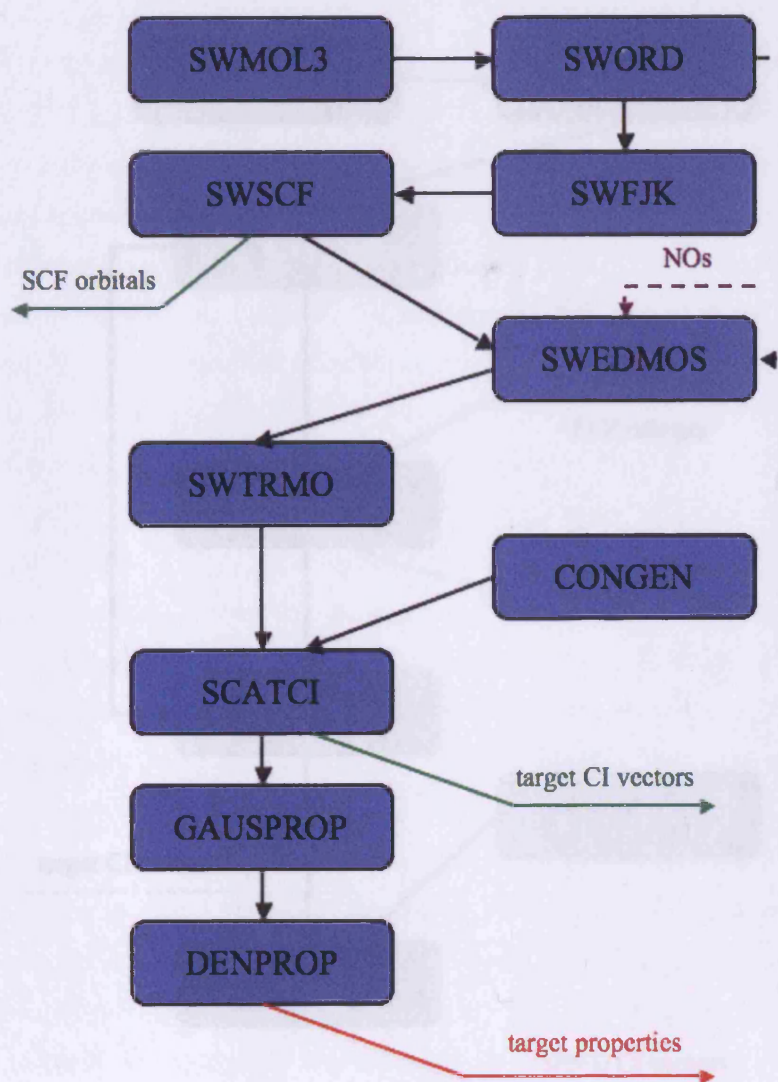 SWMOL3
SWORD
SWSCF
SWFJK
NOs
SCF orbitals
SWEDMOS
SWTRMO
CONGEN
SCATCI
target CI vectors
GAUSPROP
DENPROP
target properties